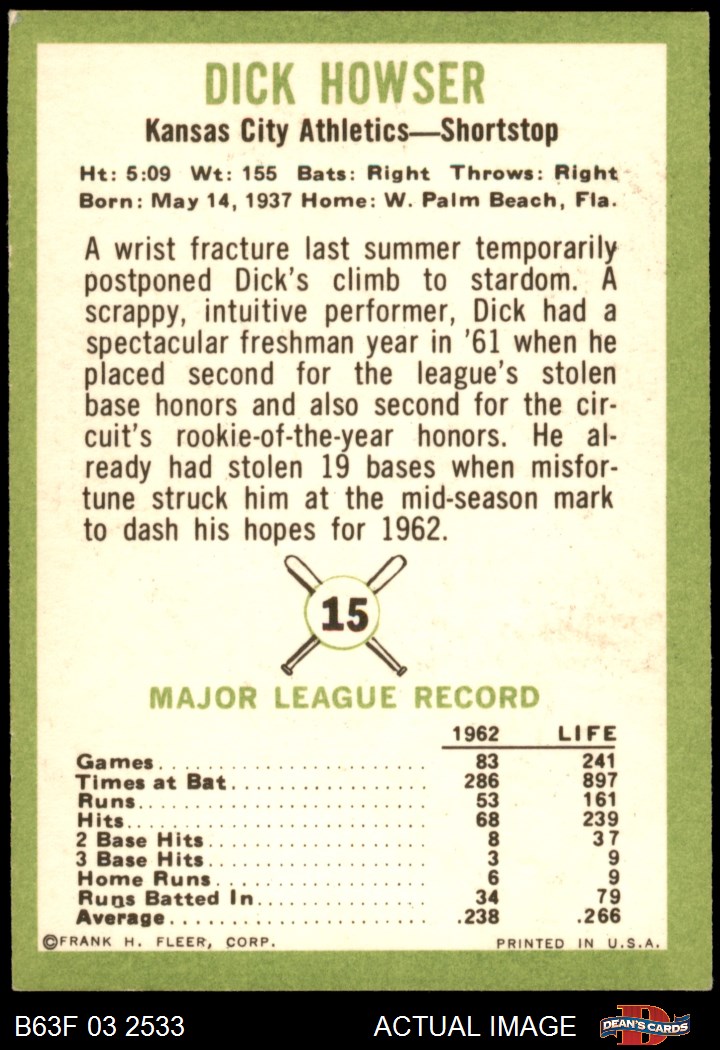 DICK HOWSER
Kansas City Athletics—Shortstop
Ht: 5:09 Wt: 155 Bats: Right Throws: Right
Born: May 14, 1937 Home: W. Palm Beach, Fla.
A wrist fracture last summer temporarily
postponed Dick's climb to stardom. A
scrappy, intuitive performer, Dick had a
spectacular freshman year in '61 when he
placed second for the league's stolen
base honors and also second for the cir-
cuit's rookie-of-the-year honors. He al-
ready had stolen 19 bases when misfor-
tune struck him at the mid-season mark
to dash his hopes for 1962.
15
MAJOR LEAGUE RECORD
1962 LIFE
Games 83 241
Times at Bat 286 897
Runs 53 161
Hits 68 239
2 Base Hits 8 37
3 Base Hits 3 9
Home Runs 6 9
Runs Batted In 34 79
Average .238 .266
©FRANK H. FLEER, CORP. PRINTED IN U.S.A.
B63F 03 2533 ACTUAL IMAGE D DEAN'S CARDS